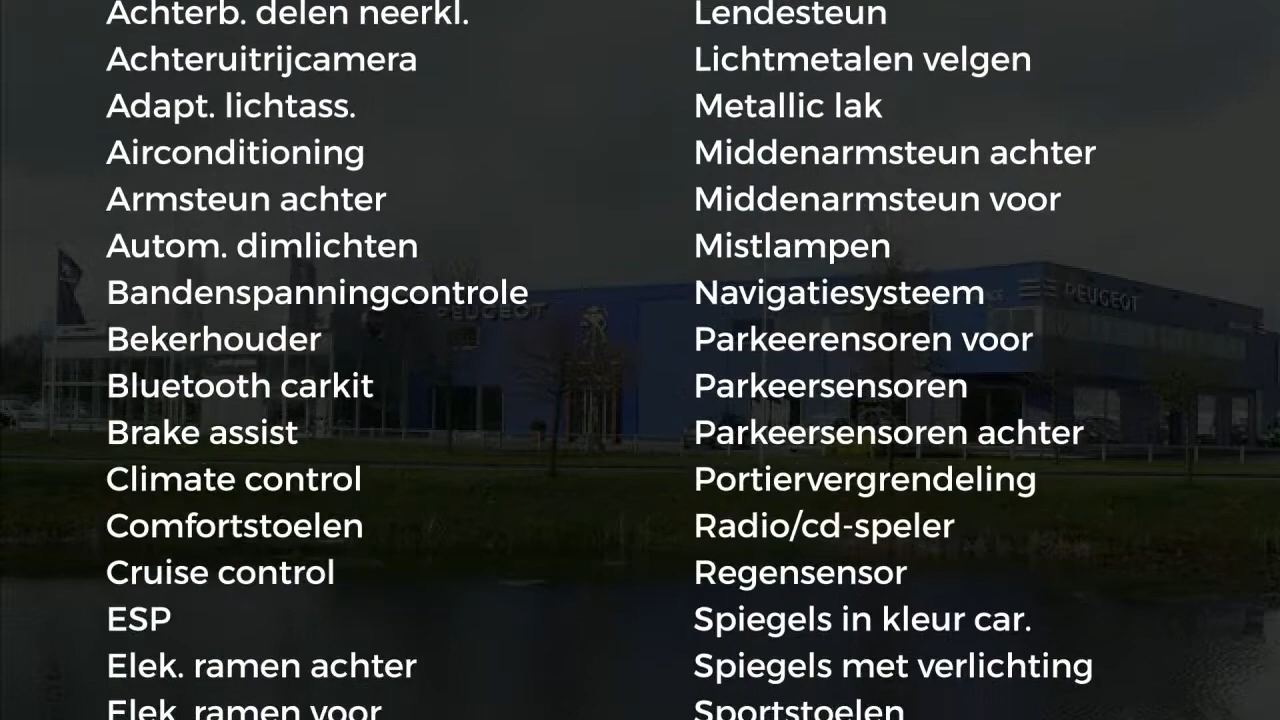 Achterb. delen neerkl.
Achteruitrijcamera
Adapt. lichtass.
Airconditioning
Armsteun achter
Autom. dimlichten
Bandenspanningcontrole
Bekerhouder
Bluetooth carkit
Brake assist
Climate control
Comfortstoelen
Cruise control
ESP
Elek. ramen achter
Elek. ramen voor
Lendesteun
Lichtmetalen velgen
Metallic lak
Middenarmsteun achter
Middenarmsteun voor
Mistlampen
Navigatiesysteem
Parkeerensoren voor
Parkeersensoren
Parkeersensoren achter
Portiervergrendeling
Radio/cd-speler
Regensensor
Spiegels in kleur car.
Spiegels met verlichting
Sportstoelen
PEUGEOT
PEUGEOT